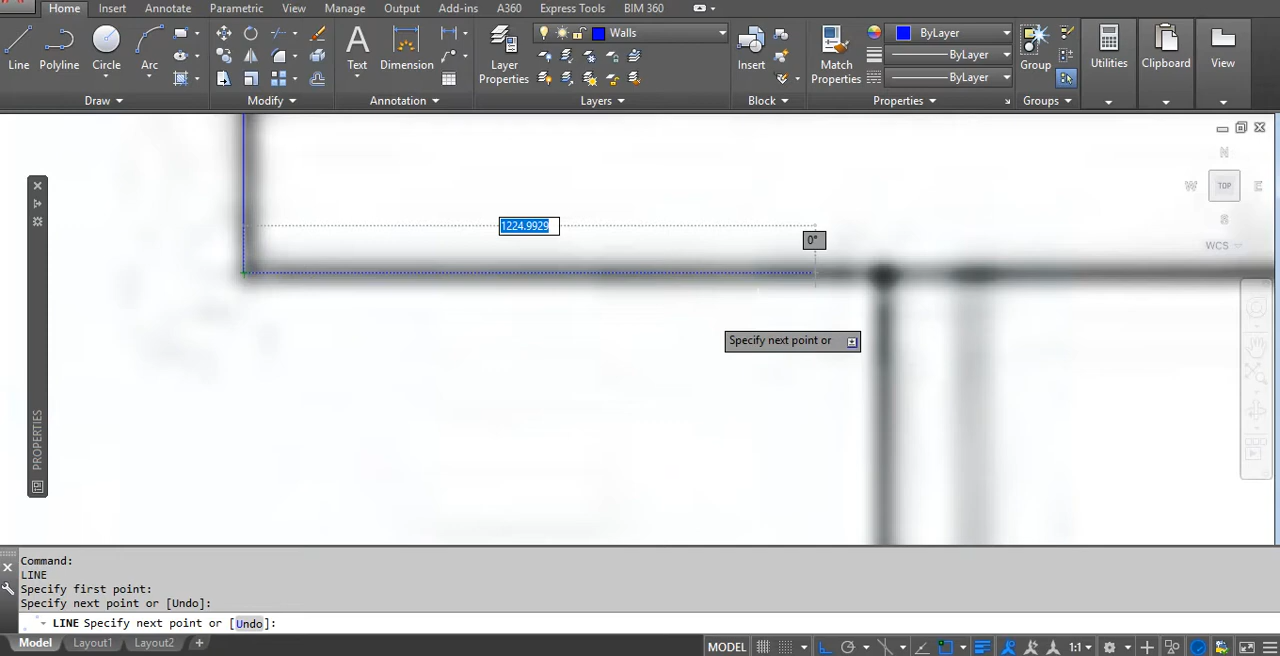 Home Insert Annotate Parametric View Manage Output Add-ins A360 Express Tools BIM 360
Walls
ByLayer
ByLayer
ByLayer
Line Polyline Circle Arc
Text Dimension
Layer Properties
Insert
Match Properties
Group
Utilities
Clipboard
View
Draw Modify Annotation Layers Block Properties Groups
N
W TOP E
S
WCS
1224.9929
0°
Specify next point or
PROPERTIES
Command:
LINE
Specify first point:
Specify next point or [Undo]:
LINE Specify next point or [Undo]:
Model Layout1 Layout2 +
MODEL 1:1